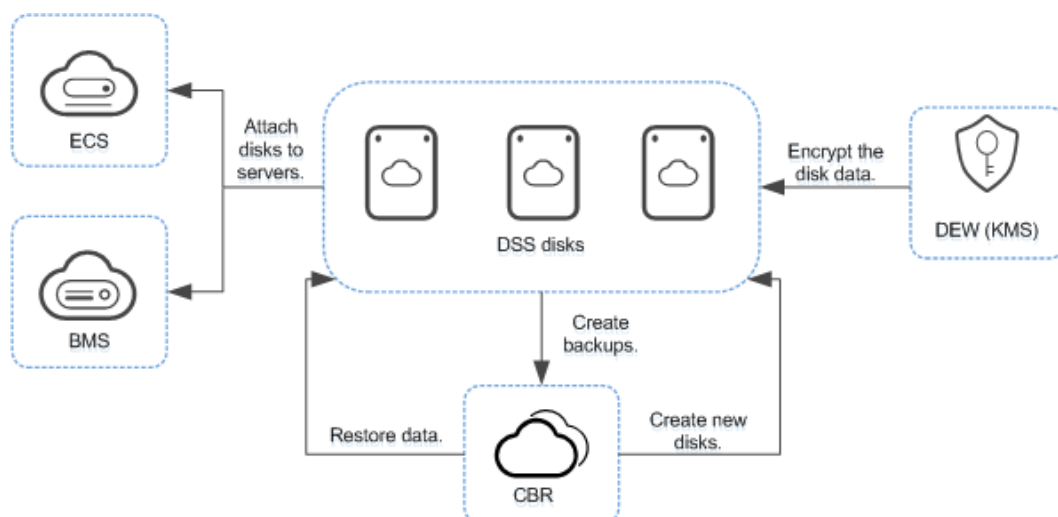 ECS
Attach
disks to
servers.
Encrypt the
disk data.
DSS disks
DEW (KMS)
BMS
Create
backups.
Restore data.
Create new
disks.
CBR